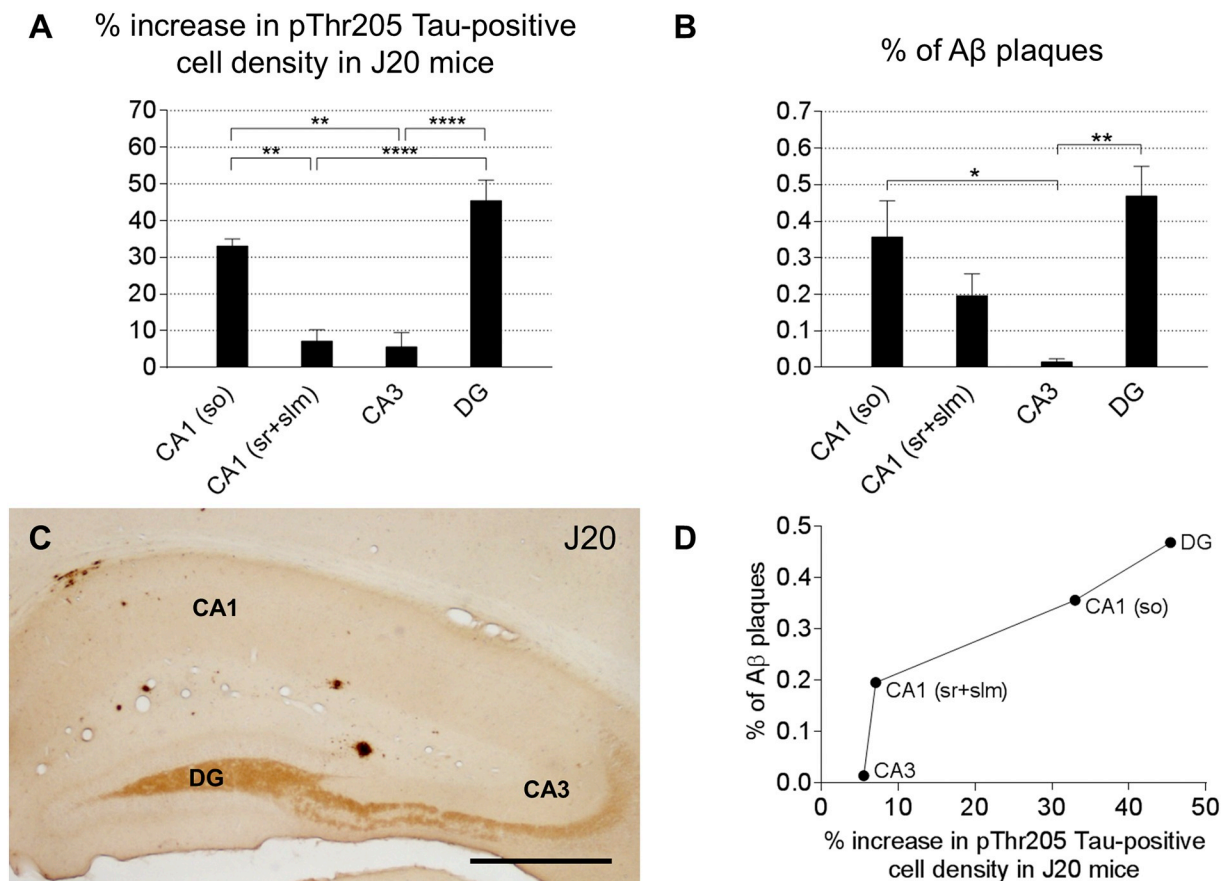 A
% increase in pThr205 Tau-positive
cell density in J20 mice
70
60
50
40
30
20
10
0
**
****
**
****
CA1 (so)
CA1 (sr+slm)
CA3
DG
B
% of Aβ plaques
0.7
0.6
0.5
0.4
0.3
0.2
0.1
0.0
**
*
CA1 (so)
CA1 (sr+slm)
CA3
DG
C
J20
CA1
DG
CA3
D
% of Aβ plaques
0.5
0.4
0.3
0.2
0.1
0.0
DG
CA1 (so)
CA1 (sr+slm)
CA3
0 10 20 30 40 50
% increase in pThr205 Tau-positive
cell density in J20 mice